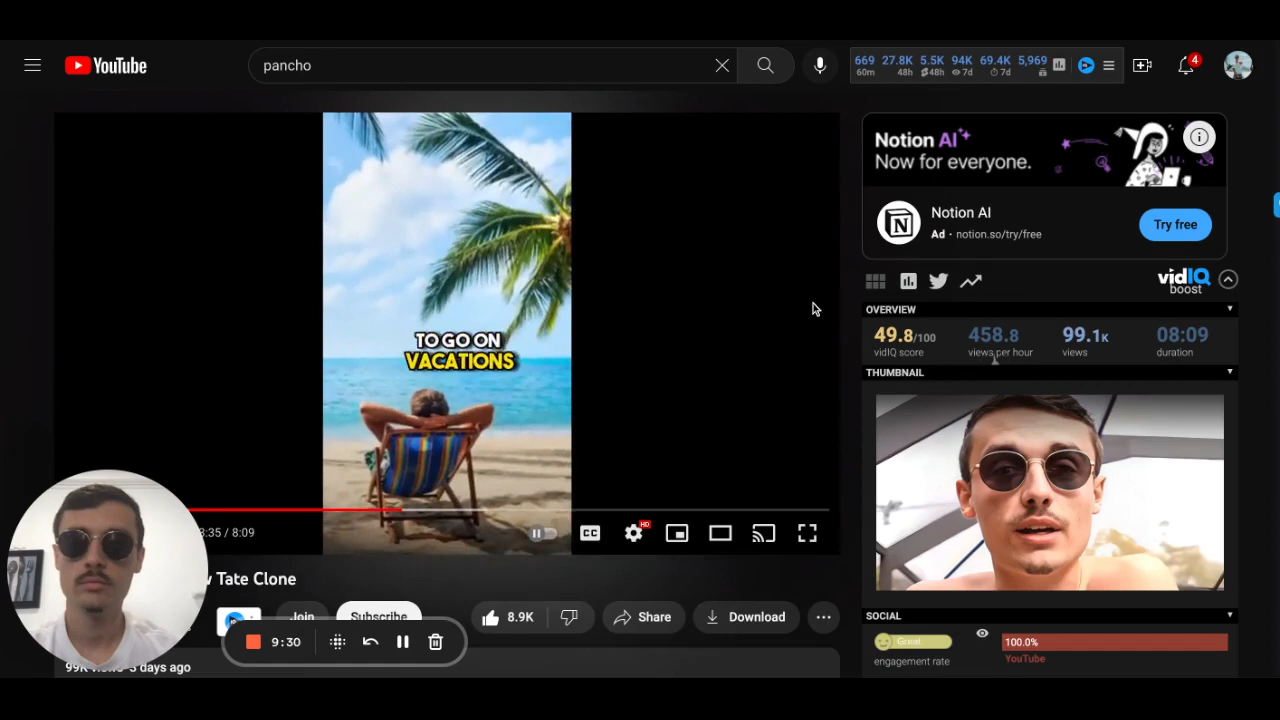 YouTube
pancho
669 27.8K 5.5K 94K 69.4K 5,969
60m 48h 48h 7d 7d
4
Notion AI
Now for everyone.
Notion AI
Ad · notion.so/try/free
Try free
vidIQ
boost
OVERVIEW
49.8/100 458.8 99.1K 08:09
vidIQ score views per hour views duration
THUMBNAIL
TO GO ON
VACATIONS
3:35 / 8:09
CC
HD
Tate Clone
Join
Subscribe
8.9K
Share
Download
9:30
99K views 3 days ago
SOCIAL
Great
engagement rate
100.0%
YouTube